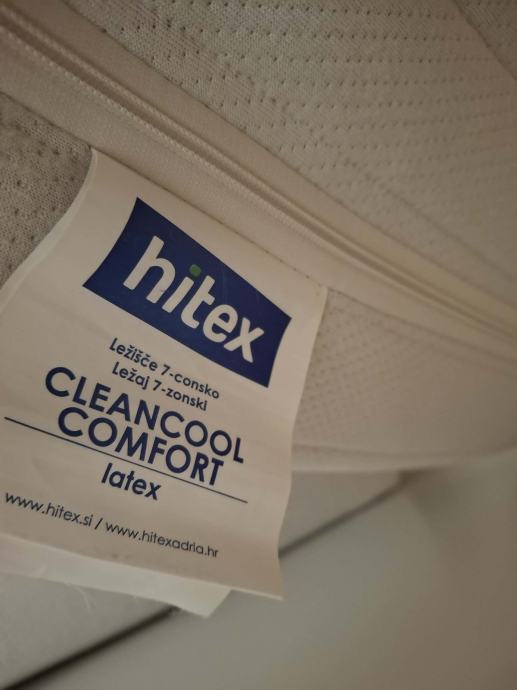 hitex
Ležišče 7-consko
Ležaj 7-zonski
CLEANCOOL
COMFORT
latex
www.hitex.si / www.hitexadria.hr